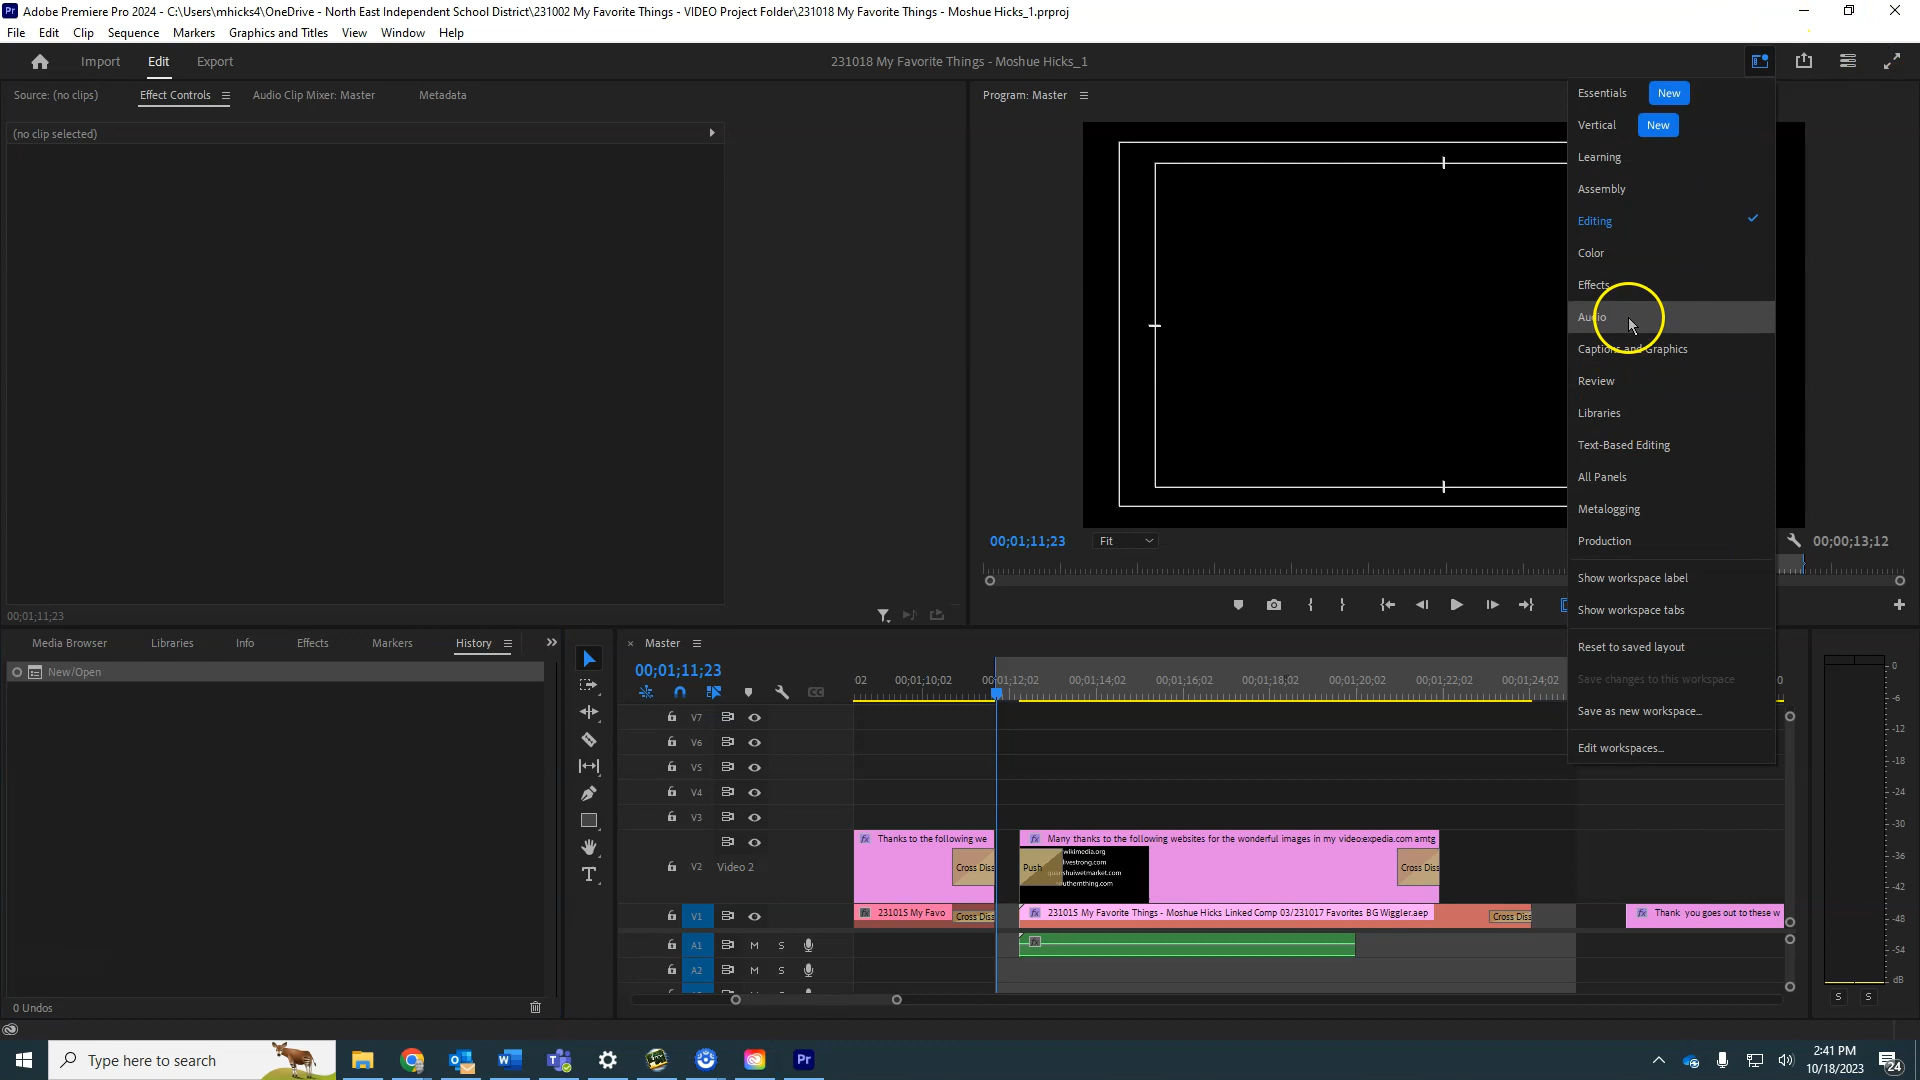 Pr Adobe Premiere Pro 2024 - C:\Users\mhicks4\OneDrive - North East Independent School District\231002 My Favorite Things - VIDEO Project Folder\231018 My Favorite Things - Moshue Hicks_1.prproj
File Edit Clip Sequence Markers Graphics and Titles View Window Help
Import Edit Export 231018 My Favorite Things - Moshue Hicks_1
Source: (no clips) Effect Controls Audio Clip Mixer: Master Metadata Program: Master
(no clip selected)
Essentials New
Vertical New
Learning
Assembly
Editing
Color
Effects
Audio
Captions and Graphics
Review
Libraries
Text-Based Editing
All Panels
Metalogging
Production
Show workspace label
Show workspace tabs
Reset to saved layout
Save changes to this workspace
Save as new workspace...
Edit workspaces...
00;01;11;23 Fit 00;00;13;12
00;01;11;23
Media Browser Libraries Info Effects Markers History
New/Open
0 Undos
× Master
00;01;11;23
02 00;01;10;02 00;01;12;02 00;01;14;02 00;01;16;02 00;01;18;02 00;01;20;02 00;01;22;02 00;01;24;02 0
V7
V6
V5
V4
V3
fx Thanks to the following we fx Many thanks to the following websites for the wonderful images in my video:expedia.com amtg
wikimedia.org
livestrong.com
V2 Video 2 Cross Diss Push Cross Diss
southernthing.com
V1 fx 231015 My Favo Cross Diss fx 231015 My Favorite Things - Moshue Hicks Linked Comp 03/231017 Favorites BG Wiggler.aep Cross Diss fx Thank you goes out to these w
A1 M S fx
A2 M S
0
-6
-12
-18
-24
-30
-36
-42
-48
-54
dB
S S
Type here to search
Pr
2:41 PM
10/18/2023
24